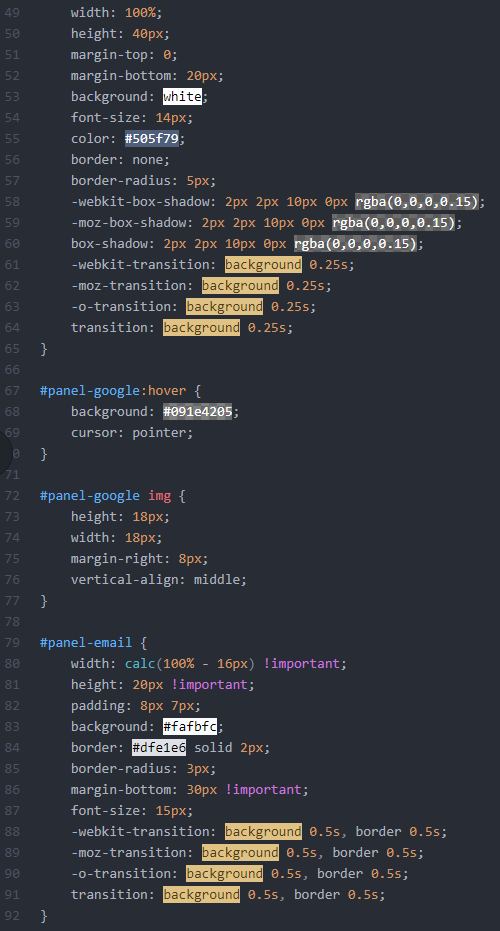 49 width: 100%;
50 height: 40px;
51 margin-top: 0;
52 margin-bottom: 20px;
53 background: white;
54 font-size: 14px;
55 color: #505f79;
56 border: none;
57 border-radius: 5px;
58 -webkit-box-shadow: 2px 2px 10px 0px rgba(0,0,0,0.15);
59 -moz-box-shadow: 2px 2px 10px 0px rgba(0,0,0,0.15);
60 box-shadow: 2px 2px 10px 0px rgba(0,0,0,0.15);
61 -webkit-transition: background 0.25s;
62 -moz-transition: background 0.25s;
63 -o-transition: background 0.25s;
64 transition: background 0.25s;
65 }
66
67 #panel-google:hover {
68 background: #091e4205;
69 cursor: pointer;
0 }
71
72 #panel-google img {
73 height: 18px;
74 width: 18px;
75 margin-right: 8px;
76 vertical-align: middle;
77 }
78
79 #panel-email {
80 width: calc(100% - 16px) !important;
81 height: 20px !important;
82 padding: 8px 7px;
83 background: #fafbfc;
84 border: #dfe1e6 solid 2px;
85 border-radius: 3px;
86 margin-bottom: 30px !important;
87 font-size: 15px;
88 -webkit-transition: background 0.5s, border 0.5s;
89 -moz-transition: background 0.5s, border 0.5s;
90 -o-transition: background 0.5s, border 0.5s;
91 transition: background 0.5s, border 0.5s;
92 }